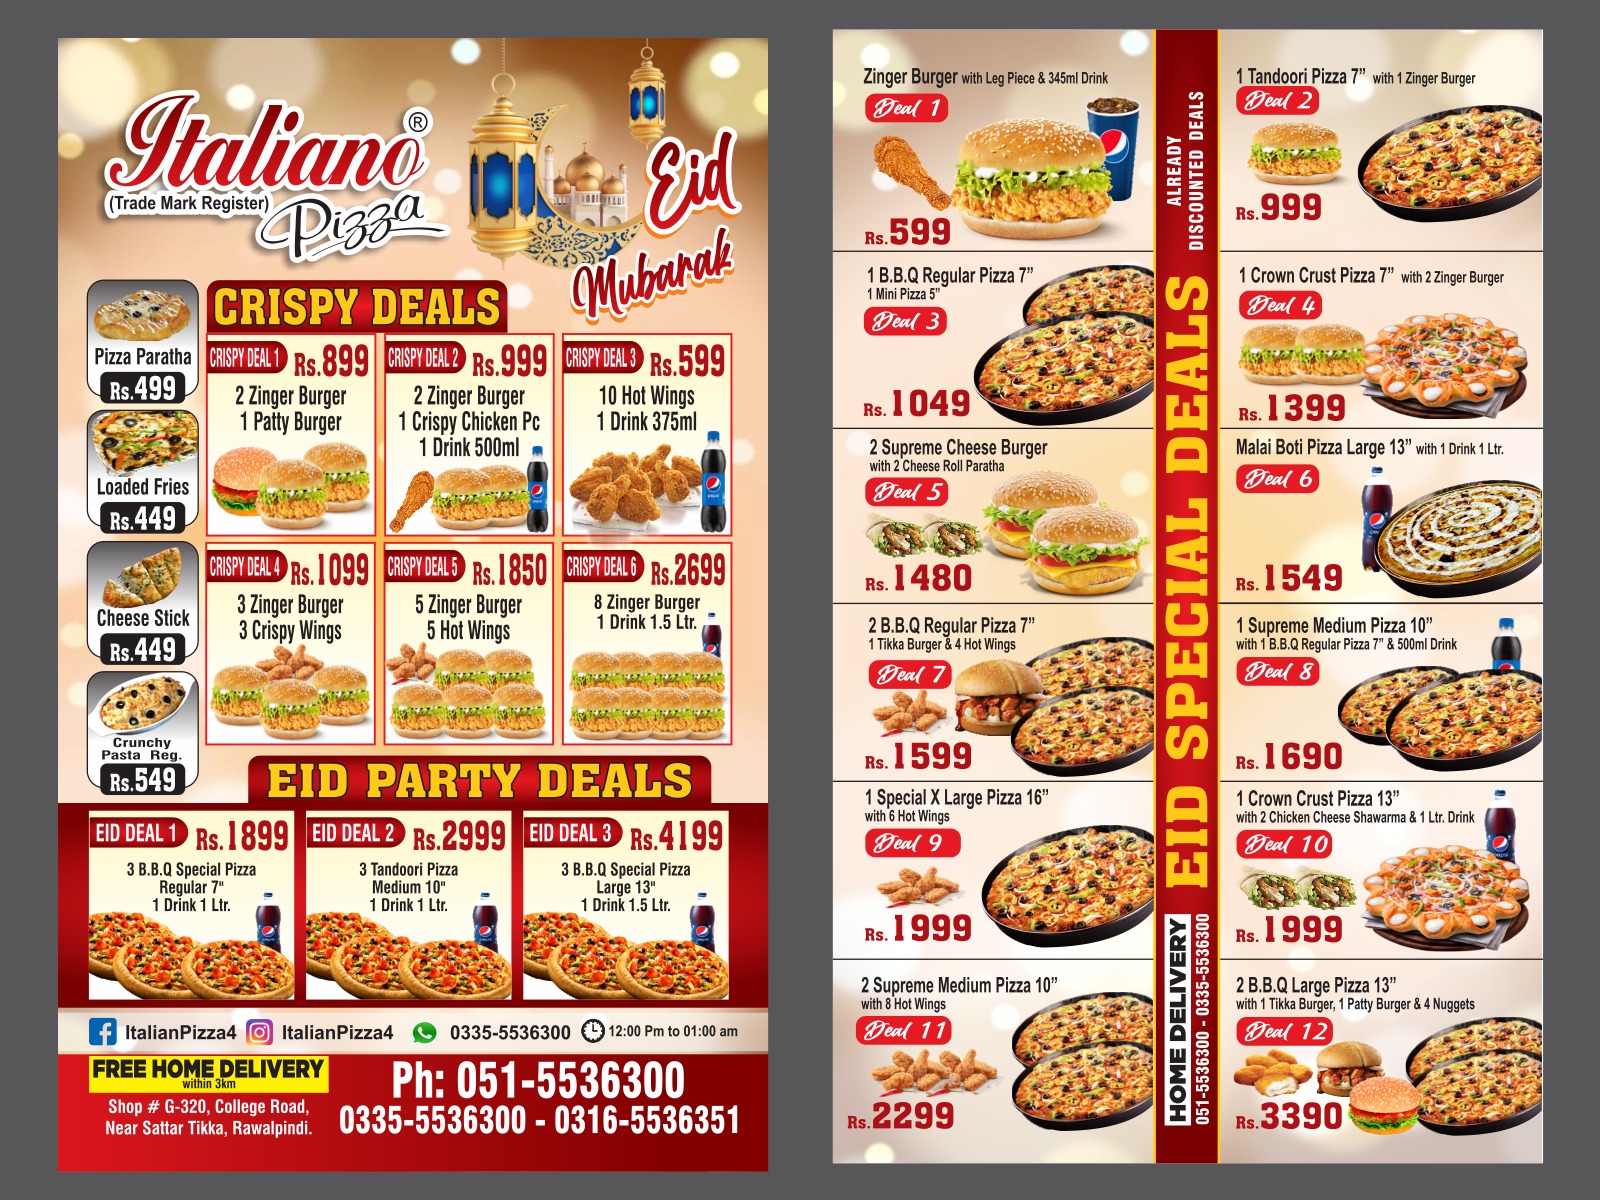 Italiano®
(Trade Mark Register)
Pizza
Eid
Mubarak
Pizza Paratha
Rs.499
Loaded Fries
Rs.449
Cheese Stick
Rs.449
Crunchy
Pasta Reg.
Rs.549
CRISPY DEALS
CRISPY DEAL 1 Rs.899
2 Zinger Burger
1 Patty Burger
CRISPY DEAL 2 Rs.999
2 Zinger Burger
1 Crispy Chicken Pc
1 Drink 500ml
CRISPY DEAL 3 Rs.599
10 Hot Wings
1 Drink 375ml
CRISPY DEAL 4 Rs.1099
3 Zinger Burger
3 Crispy Wings
CRISPY DEAL 5 Rs.1850
5 Zinger Burger
5 Hot Wings
CRISPY DEAL 6 Rs.2699
8 Zinger Burger
1 Drink 1.5 Ltr.
EID PARTY DEALS
EID DEAL 1 Rs.1899
3 B.B.Q Special Pizza
Regular 7"
1 Drink 1 Ltr.
EID DEAL 2 Rs.2999
3 Tandoori Pizza
Medium 10"
1 Drink 1 Ltr.
EID DEAL 3 Rs.4199
3 B.B.Q Special Pizza
Large 13"
1 Drink 1.5 Ltr.
ItalianPizza4 ItalianPizza4 0335-5536300 12:00 Pm to 01:00 am
FREE HOME DELIVERY
within 3km
Shop # G-320, College Road,
Near Sattar Tikka, Rawalpindi.
Ph: 051-5536300
0335-5536300 - 0316-5536351
Zinger Burger with Leg Piece & 345ml Drink
Deal 1
Rs.599
1 B.B.Q Regular Pizza 7”
1 Mini Pizza 5”
Deal 3
Rs. 1049
2 Supreme Cheese Burger
with 2 Cheese Roll Paratha
Deal 5
Rs.1480
2 B.B.Q Regular Pizza 7”
1 Tikka Burger & 4 Hot Wings
Deal 7
Rs. 1599
1 Special X Large Pizza 16”
with 6 Hot Wings
Deal 9
Rs. 1999
2 Supreme Medium Pizza 10”
with 8 Hot Wings
Deal 11
Rs.2299
ALREADY
DISCOUNTED DEALS
EID SPECIAL DEALS
HOME DELIVERY
051-5536300 - 0335-5536300
1 Tandoori Pizza 7” with 1 Zinger Burger
Deal 2
Rs.999
1 Crown Crust Pizza 7” with 2 Zinger Burger
Deal 4
Rs.1399
Malai Boti Pizza Large 13” with 1 Drink 1 Ltr.
Deal 6
Rs.1549
1 Supreme Medium Pizza 10”
with 1 B.B.Q Regular Pizza 7” & 500ml Drink
Deal 8
Rs.1690
1 Crown Crust Pizza 13”
with 2 Chicken Cheese Shawarma & 1 Ltr. Drink
Deal 10
Rs.1999
2 B.B.Q Large Pizza 13”
with 1 Tikka Burger, 1 Patty Burger & 4 Nuggets
Deal 12
Rs.3390